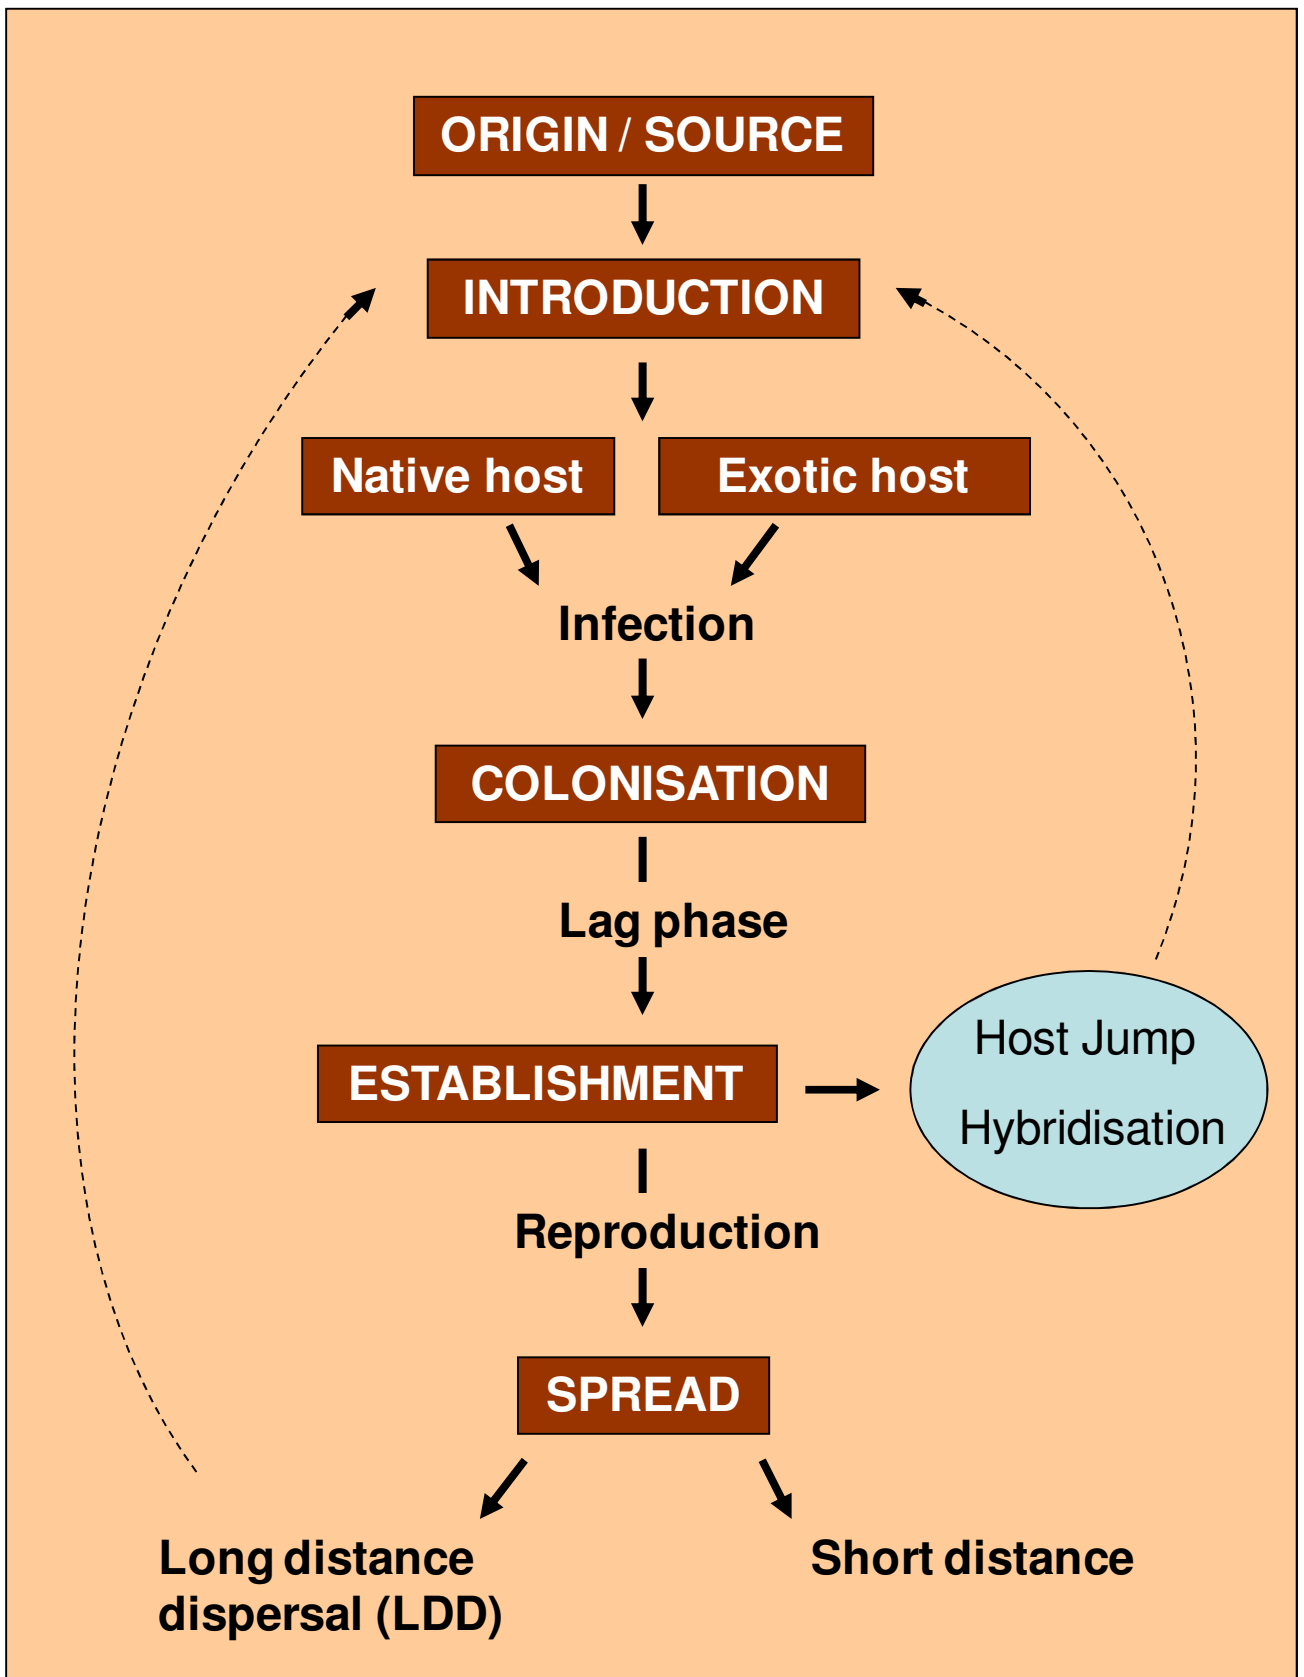 ORIGIN / SOURCE
INTRODUCTION
Native host
Exotic host
Infection
COLONISATION
Lag phase
ESTABLISHMENT
Host Jump
Hybridisation
Reproduction
SPREAD
Long distance
dispersal (LDD)
Short distance